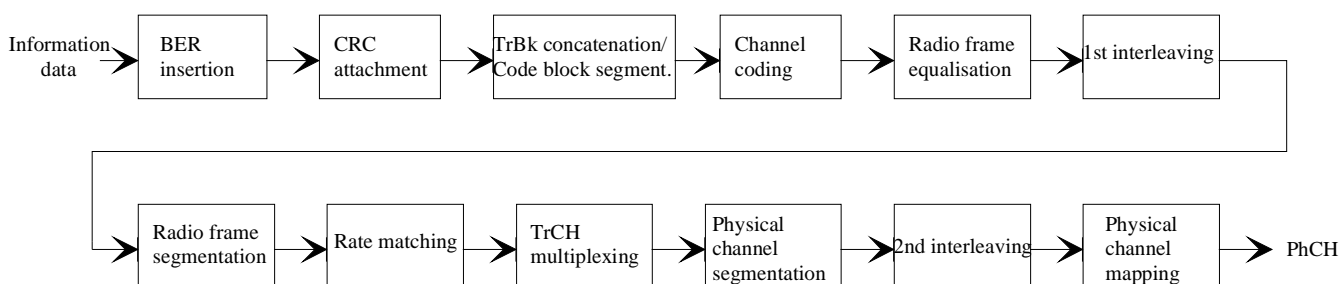 Information
data
BER
insertion
CRC
attachment
TrBk concatenation/
Code block segment.
Channel
coding
Radio frame
equalisation
1st interleaving
Radio frame
segmentation
Rate matching
TrCH
multiplexing
Physical
channel
segmentation
2nd interleaving
Physical
channel
mapping
PhCH